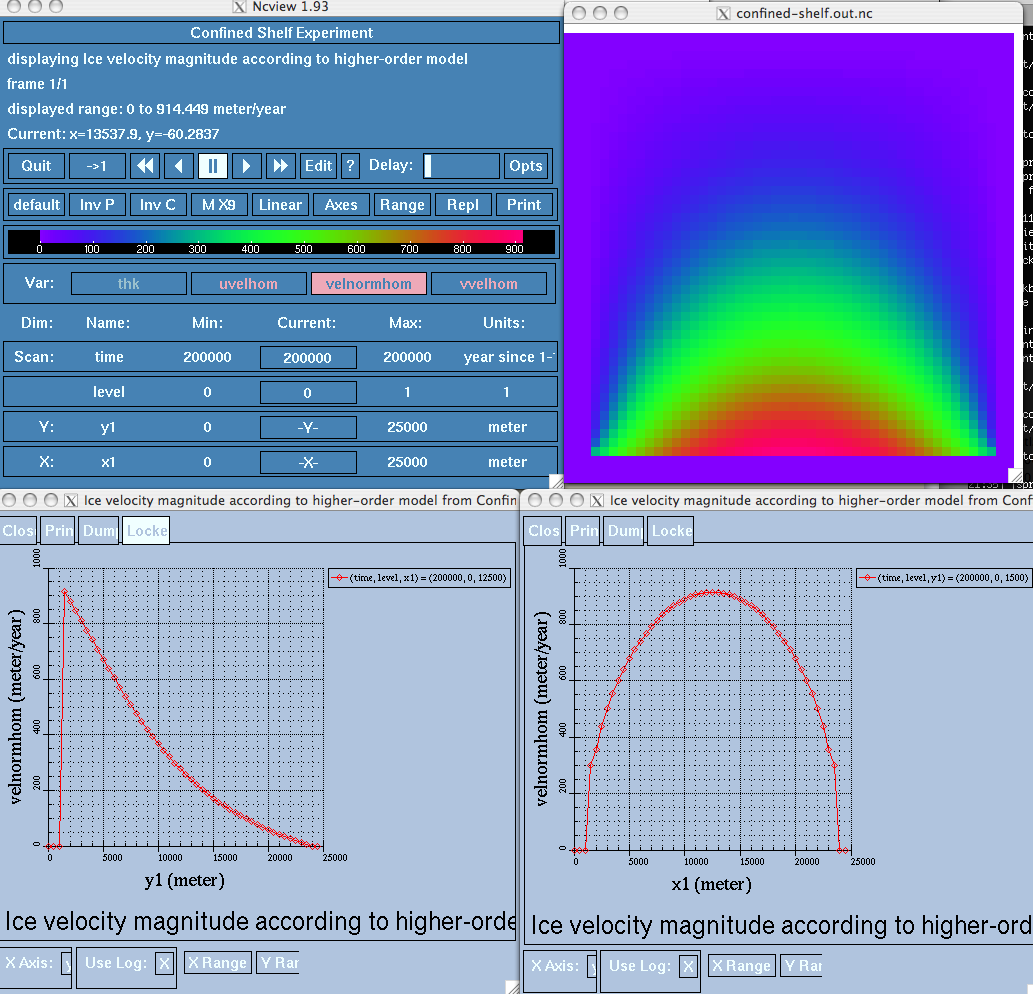 Ncview 1.93
Confined Shelf Experiment
displaying Ice velocity magnitude according to higher-order model
frame 1/1
displayed range: 0 to 914.449 meter/year
Current: x=13537.9, y=-60.2837
Quit ->1 Edit ? Delay: Opts
default Inv P Inv C M X9 Linear Axes Range Repl Print
0 100 200 300 400 500 600 700 800 900
Var: thk uvelhom velnormhom vvelhom
Dim: Name: Min: Current: Max: Units:
Scan: time 200000 200000 200000 year since 1-
level 0 0 1 1
Y: y1 0 -Y- 25000 meter
X: x1 0 -X- 25000 meter
confined-shelf.out.nc
Ice velocity magnitude according to higher-order model from Confin
Clos Prin Dum Locke
(time, level, x1) = (200000, 0, 12500)
velnormhom (meter/year)
0 200 400 600 800 1000
0 5000 10000 15000 20000 25000
y1 (meter)
Ice velocity magnitude according to higher-orde
X Axis: y Use Log: X X Range Y Rar
Ice velocity magnitude according to higher-order model from Conf
Clos Prin Dum Locke
(time, level, y1) = (200000, 0, 1500)
velnormhom (meter/year)
0 200 400 600 800 1000
0 5000 10000 15000 20000 25000
x1 (meter)
Ice velocity magnitude according to higher-ord
X Axis: Use Log: X X Range Y Rar